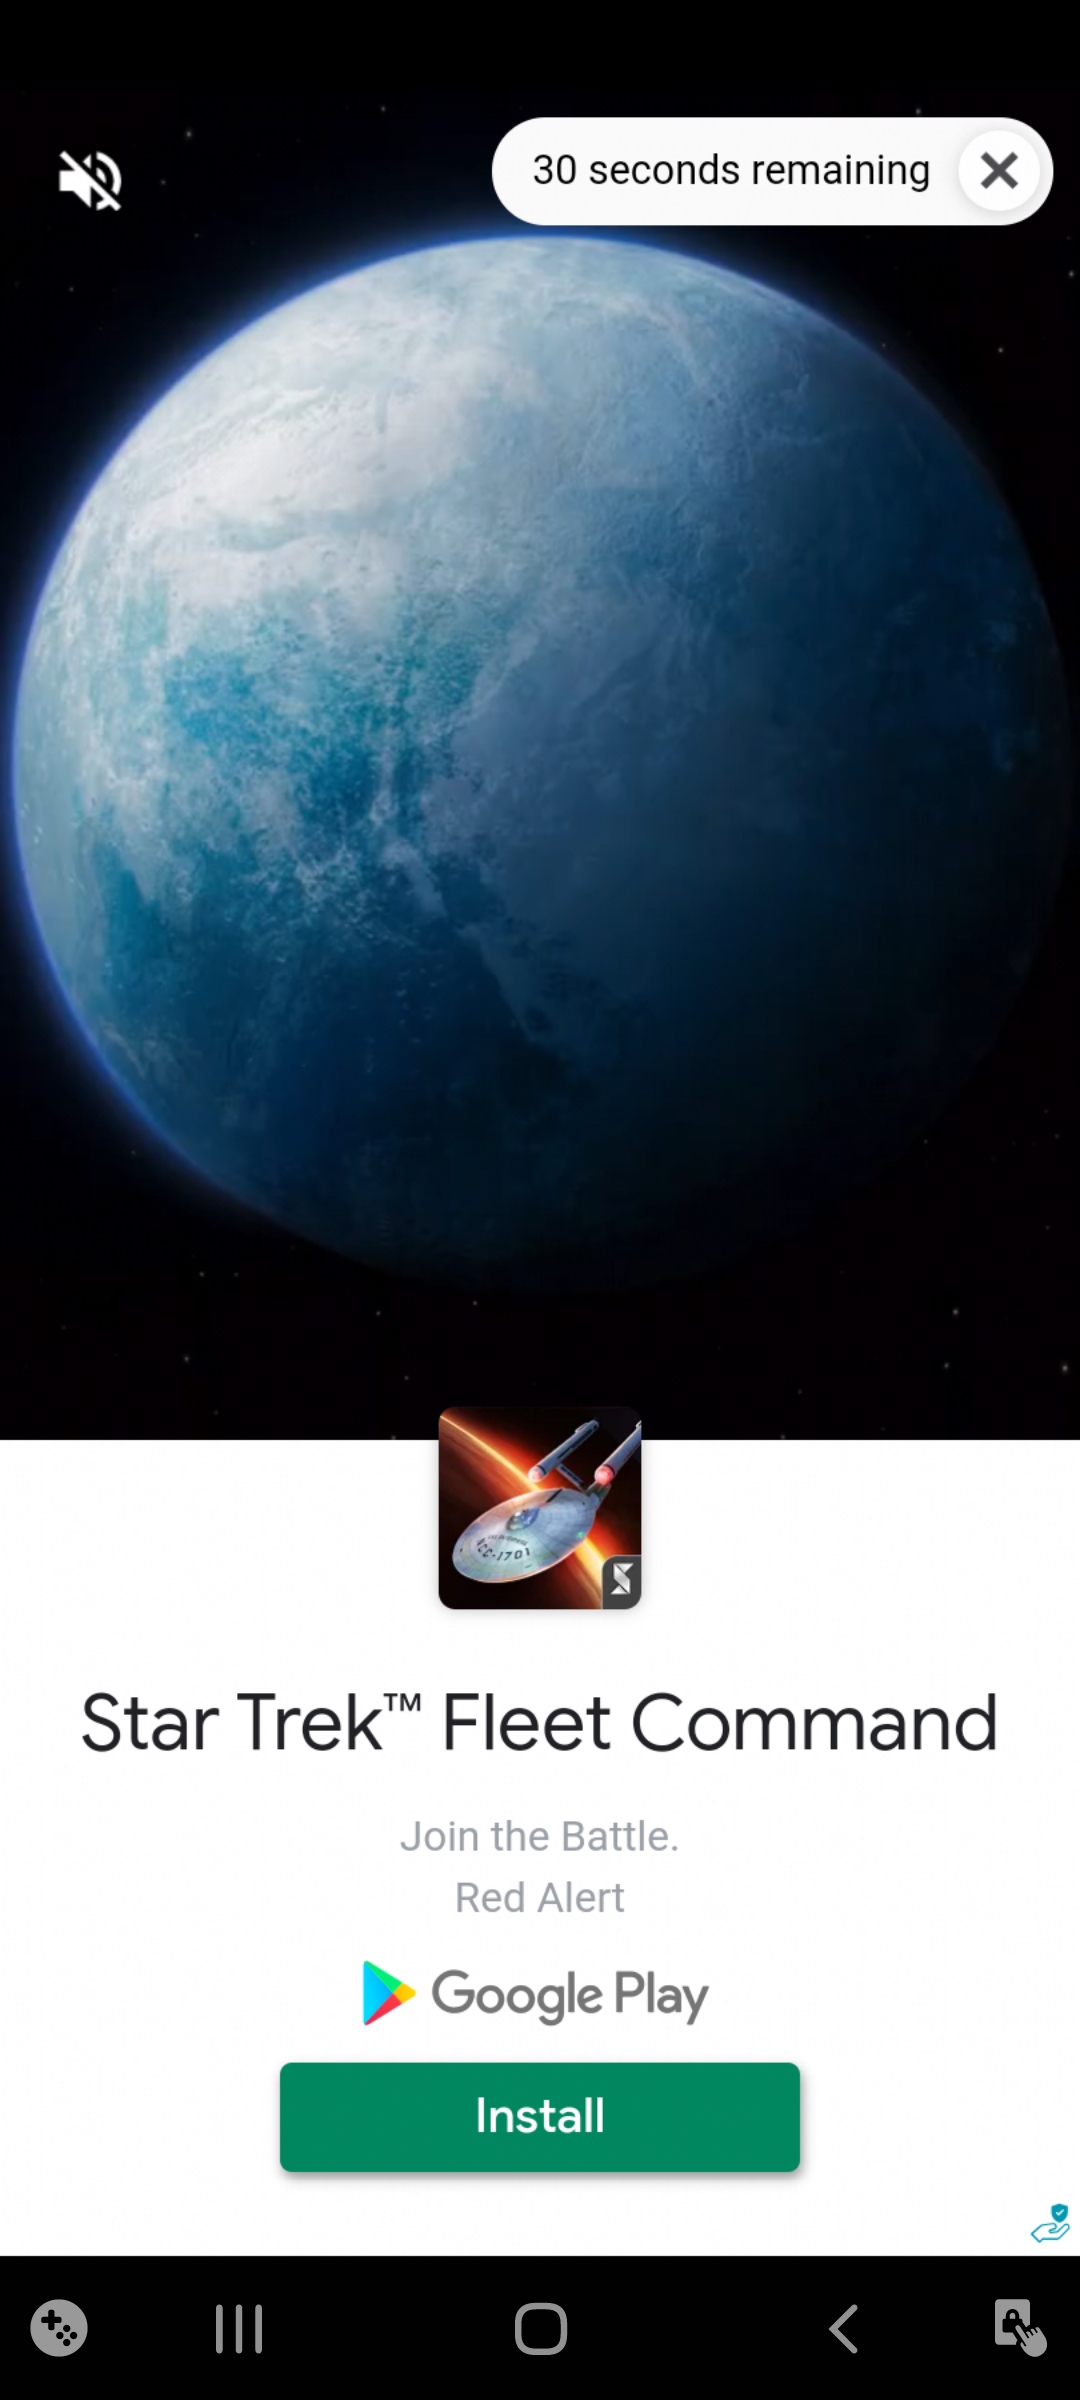 30 seconds remaining
NCC-1701
Star Trek™ Fleet Command
Join the Battle.
Red Alert
Google Play
Install